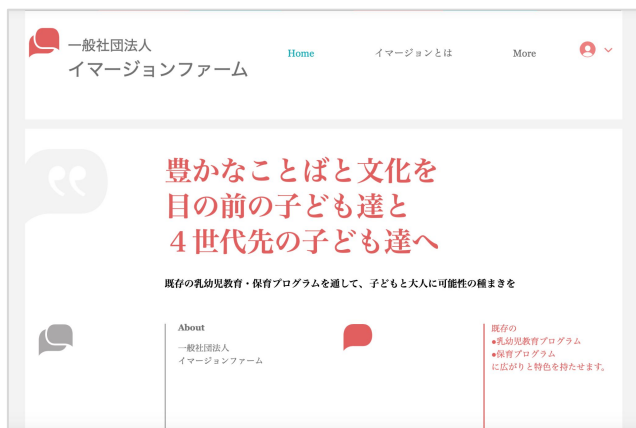 一般社団法人
イマージョンファーム
Home
イマージョンとは
More
豊かなことばと文化を
目の前の子ども達と
４世代先の子ども達へ
既存の乳幼児教育・保育プログラムを通して、子どもと大人に可能性の種まきを
About
一般社団法人
イマージョンファーム
既存の
●乳幼児教育プログラム
●保育プログラム
に広がりと特色を持たせます。